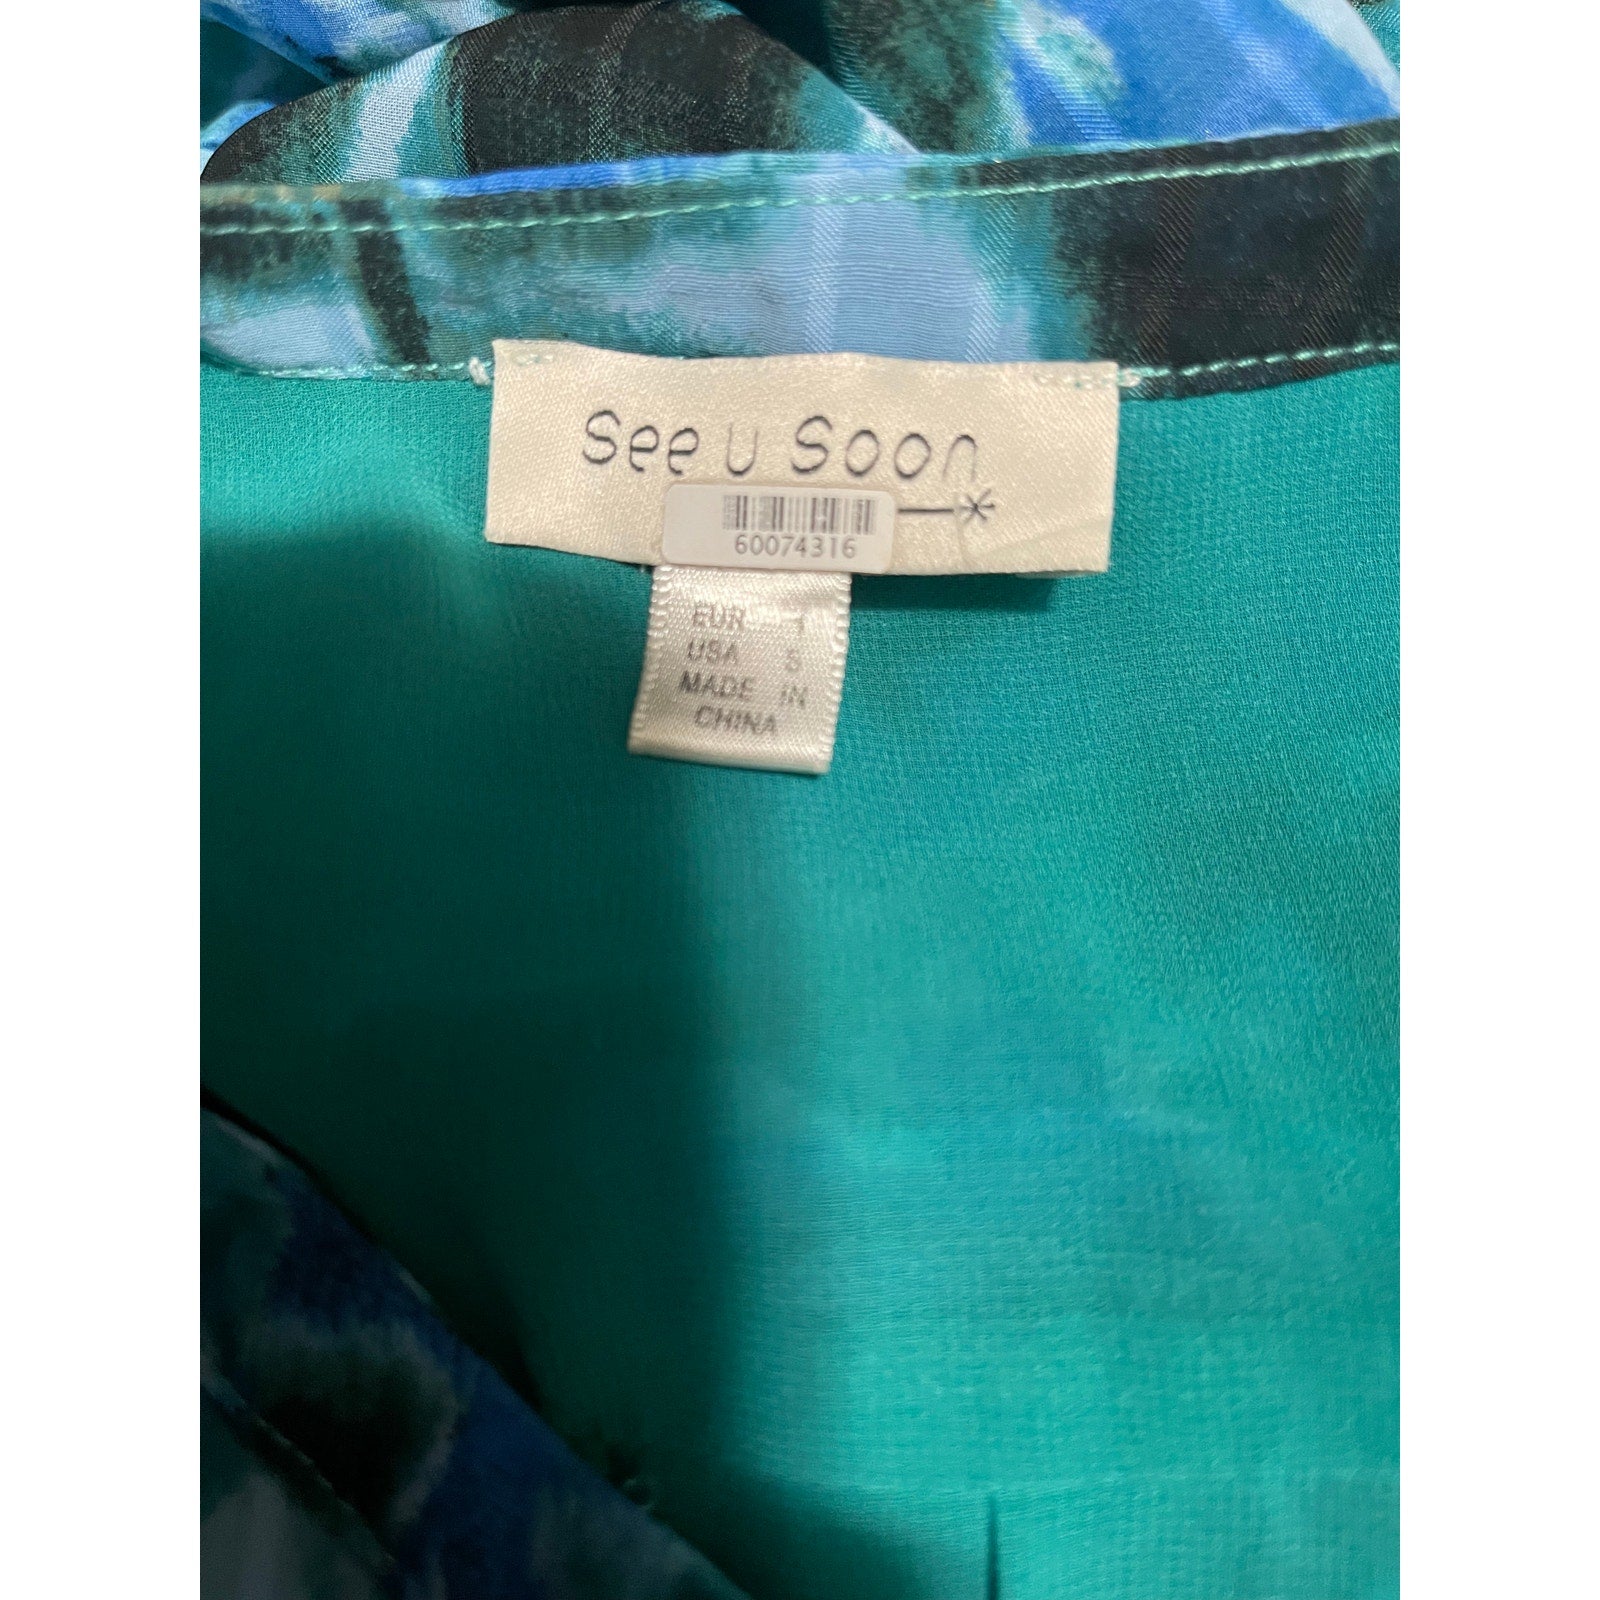 See u Soon
60074316
EUR 1
USA S
MADE IN
CHINA